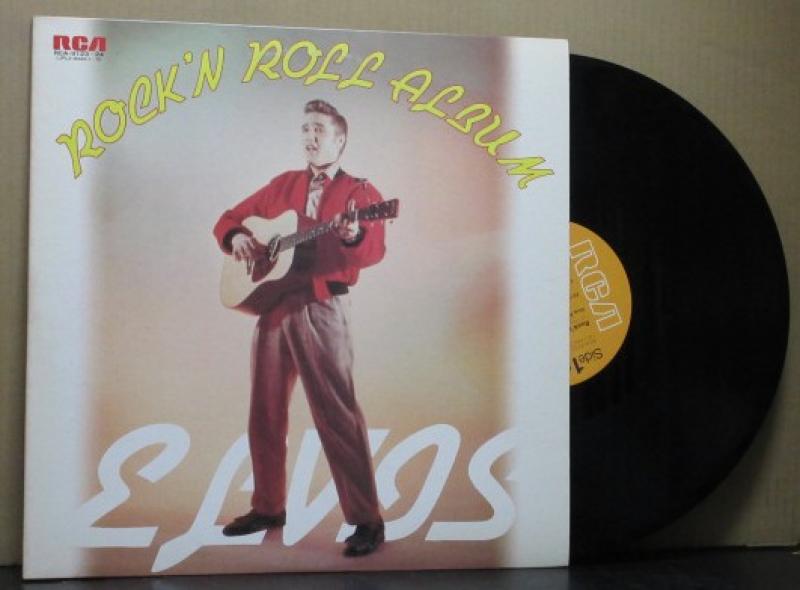 RCA
ROCK'N ROLL ALBUM
ELVIS
RCA
Side 1